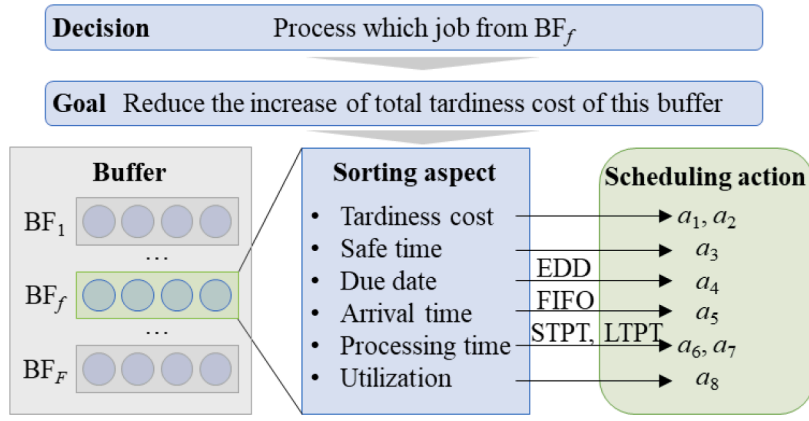 Decision Process which job from BF_f
Goal Reduce the increase of total tardiness cost of this buffer
Buffer
BF_1
...
BF_f
...
BF_F
Sorting aspect
• Tardiness cost
• Safe time
• Due date
• Arrival time
• Processing time
• Utilization
EDD
FIFO
STPT, LTPT
Scheduling action
a_1, a_2
a_3
a_4
a_5
a_6, a_7
a_8